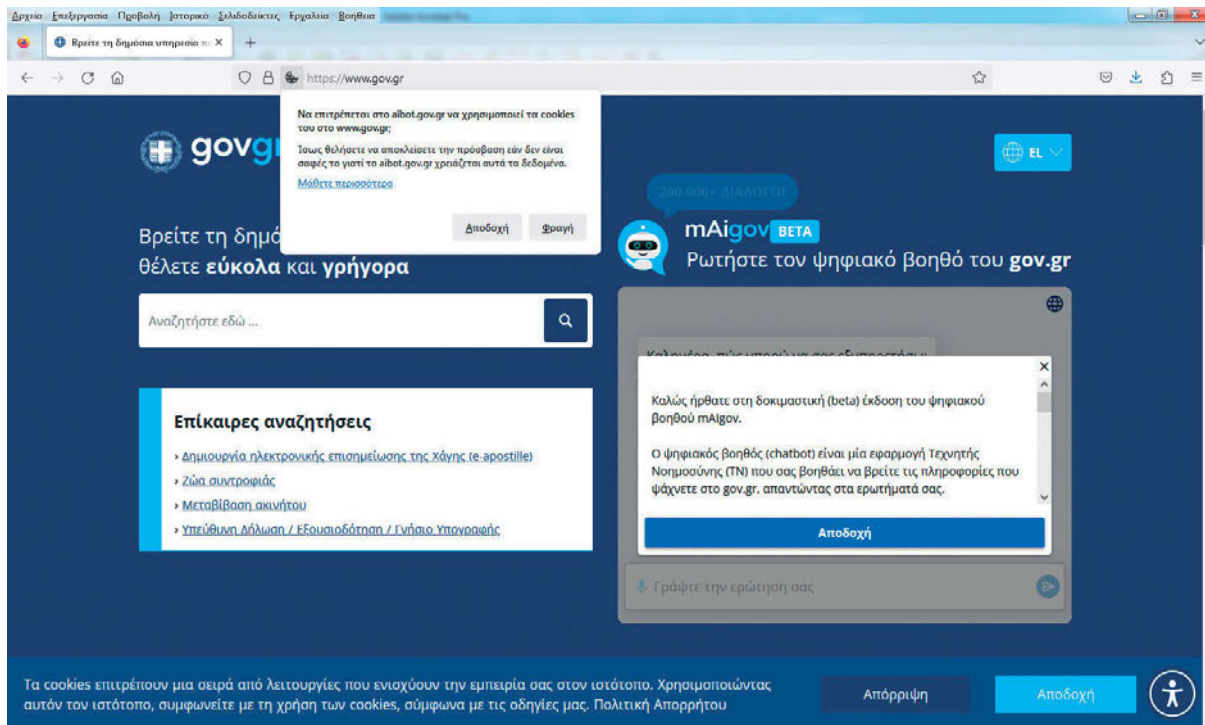 Αρχείο Επεξεργασία Προβολή Ιστορικό Σελιδοδείκτες Εργαλεία Βοήθεια
Βρείτε τη δημόσια υπηρεσία
https://www.gov.gr
Να επιτρέπεται στο aibot.gov.gr να χρησιμοποιεί τα cookies
του στο www.gov.gr;
Ίσως θελήσετε να αποκλείσετε την πρόσβαση εάν δεν είναι
σαφές το γιατί το aibot.gov.gr χρειάζεται αυτά τα δεδομένα.
Μάθετε περισσότερα
Αποδοχή Φραγή
govgr
EL
Βρείτε τη δημό
θέλετε εύκολα και γρήγορα
Αναζητήστε εδώ ...
Επίκαιρες αναζητήσεις
› Δημιουργία ηλεκτρονικής επισημείωσης της Χάγης (e-apostille)
› Ζώα συντροφιάς
› Μεταβίβαση ακινήτου
› Υπεύθυνη Δήλωση / Εξουσιοδότηση / Γνήσιο Υπογραφής
200.000+ ΔΙΑΛΟΓΟΙ
mAigov BETA
Ρωτήστε τον ψηφιακό βοηθό του gov.gr
Καλημέρα, πώς μπορώ να σας εξυπηρετήσω;
Καλώς ήρθατε στη δοκιμαστική (beta) έκδοση του ψηφιακού
βοηθού mAIgov.
Ο ψηφιακός βοηθός (chatbot) είναι μία εφαρμογή Τεχνητής
Νοημοσύνης (ΤΝ) που σας βοηθάει να βρείτε τις πληροφορίες που
ψάχνετε στο gov.gr, απαντώντας στα ερωτήματά σας.
Αποδοχή
Γράψτε την ερώτηση σας
Τα cookies επιτρέπουν μια σειρά από λειτουργίες που ενισχύουν την εμπειρία σας στον ιστότοπο. Χρησιμοποιώντας
αυτόν τον ιστότοπο, συμφωνείτε με τη χρήση των cookies, σύμφωνα με τις οδηγίες μας. Πολιτική Απορρήτου
Απόρριψη Αποδοχή